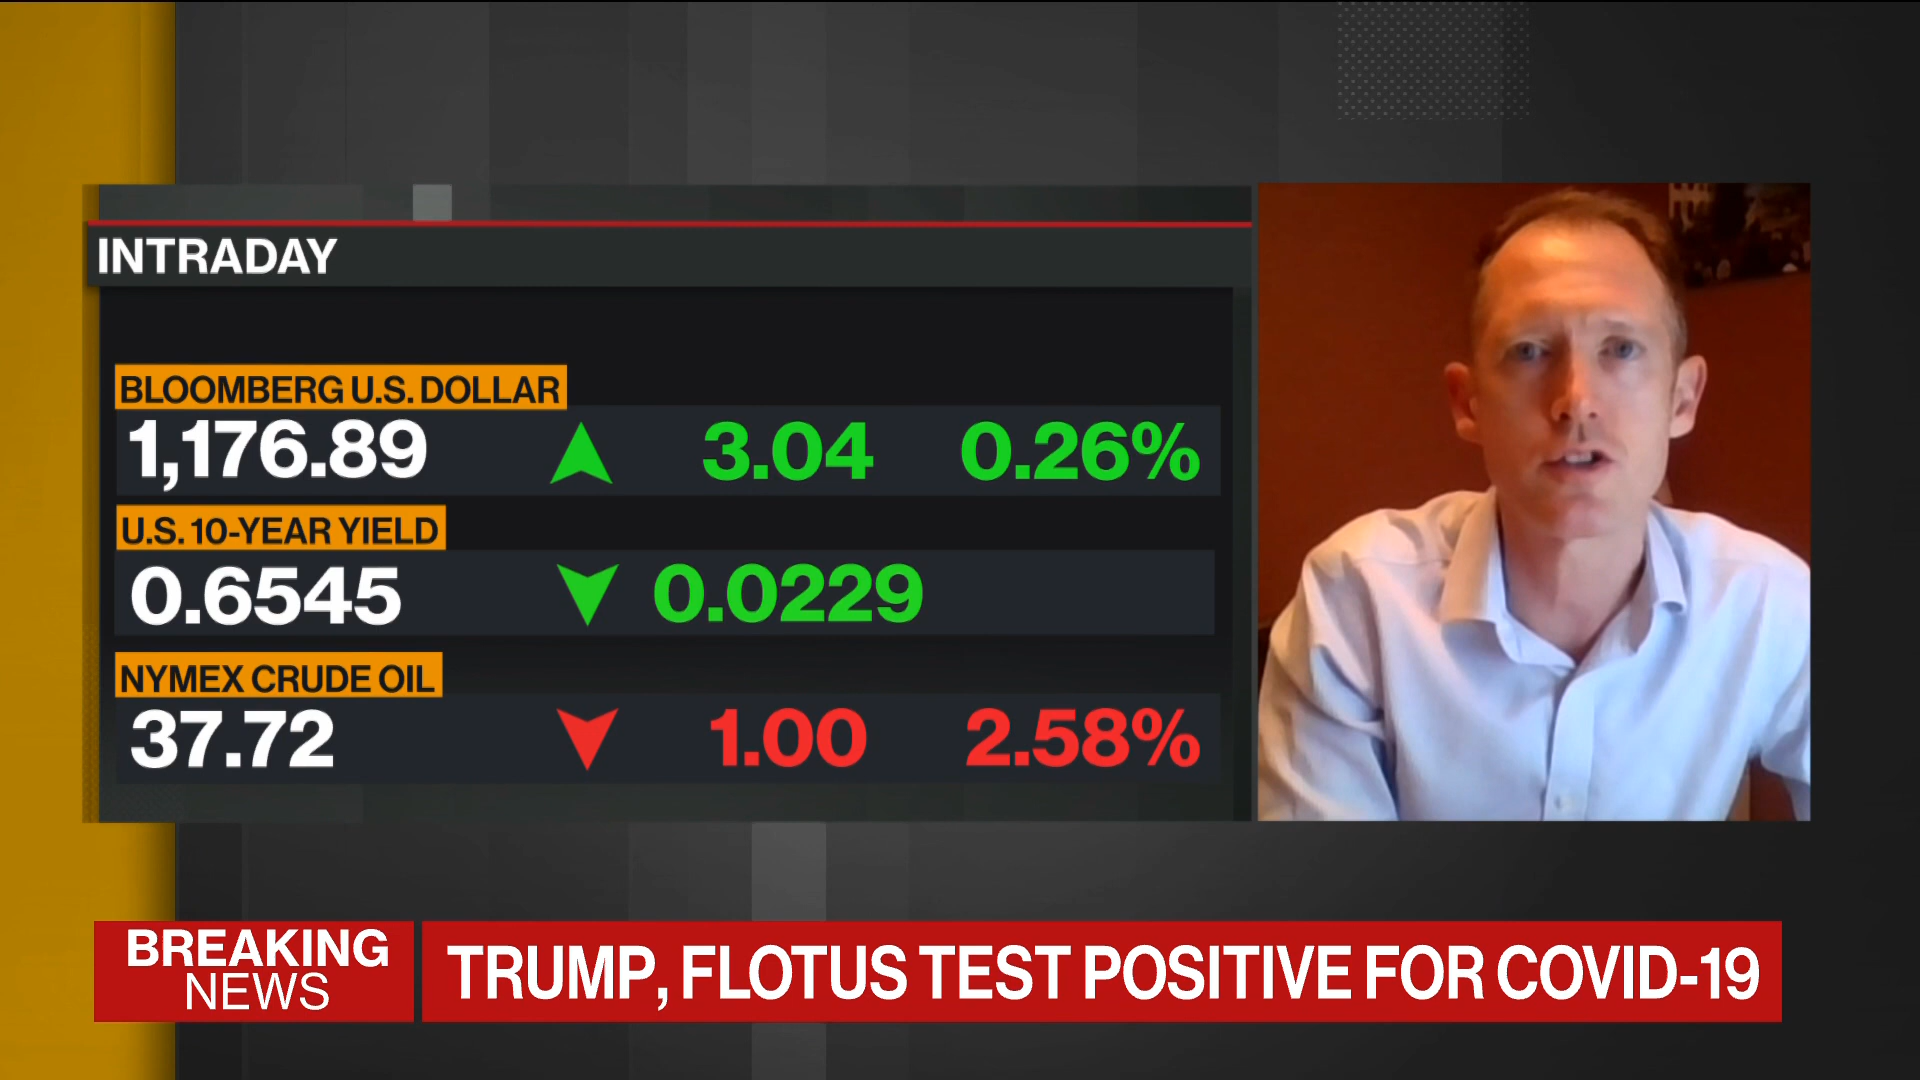 INTRADAY
BLOOMBERG U.S. DOLLAR
1,176.89 ▲ 3.04 0.26%
U.S. 10-YEAR YIELD
0.6545 ▼ 0.0229
NYMEX CRUDE OIL
37.72 ▼ 1.00 2.58%
BREAKING
NEWS
TRUMP, FLOTUS TEST POSITIVE FOR COVID-19